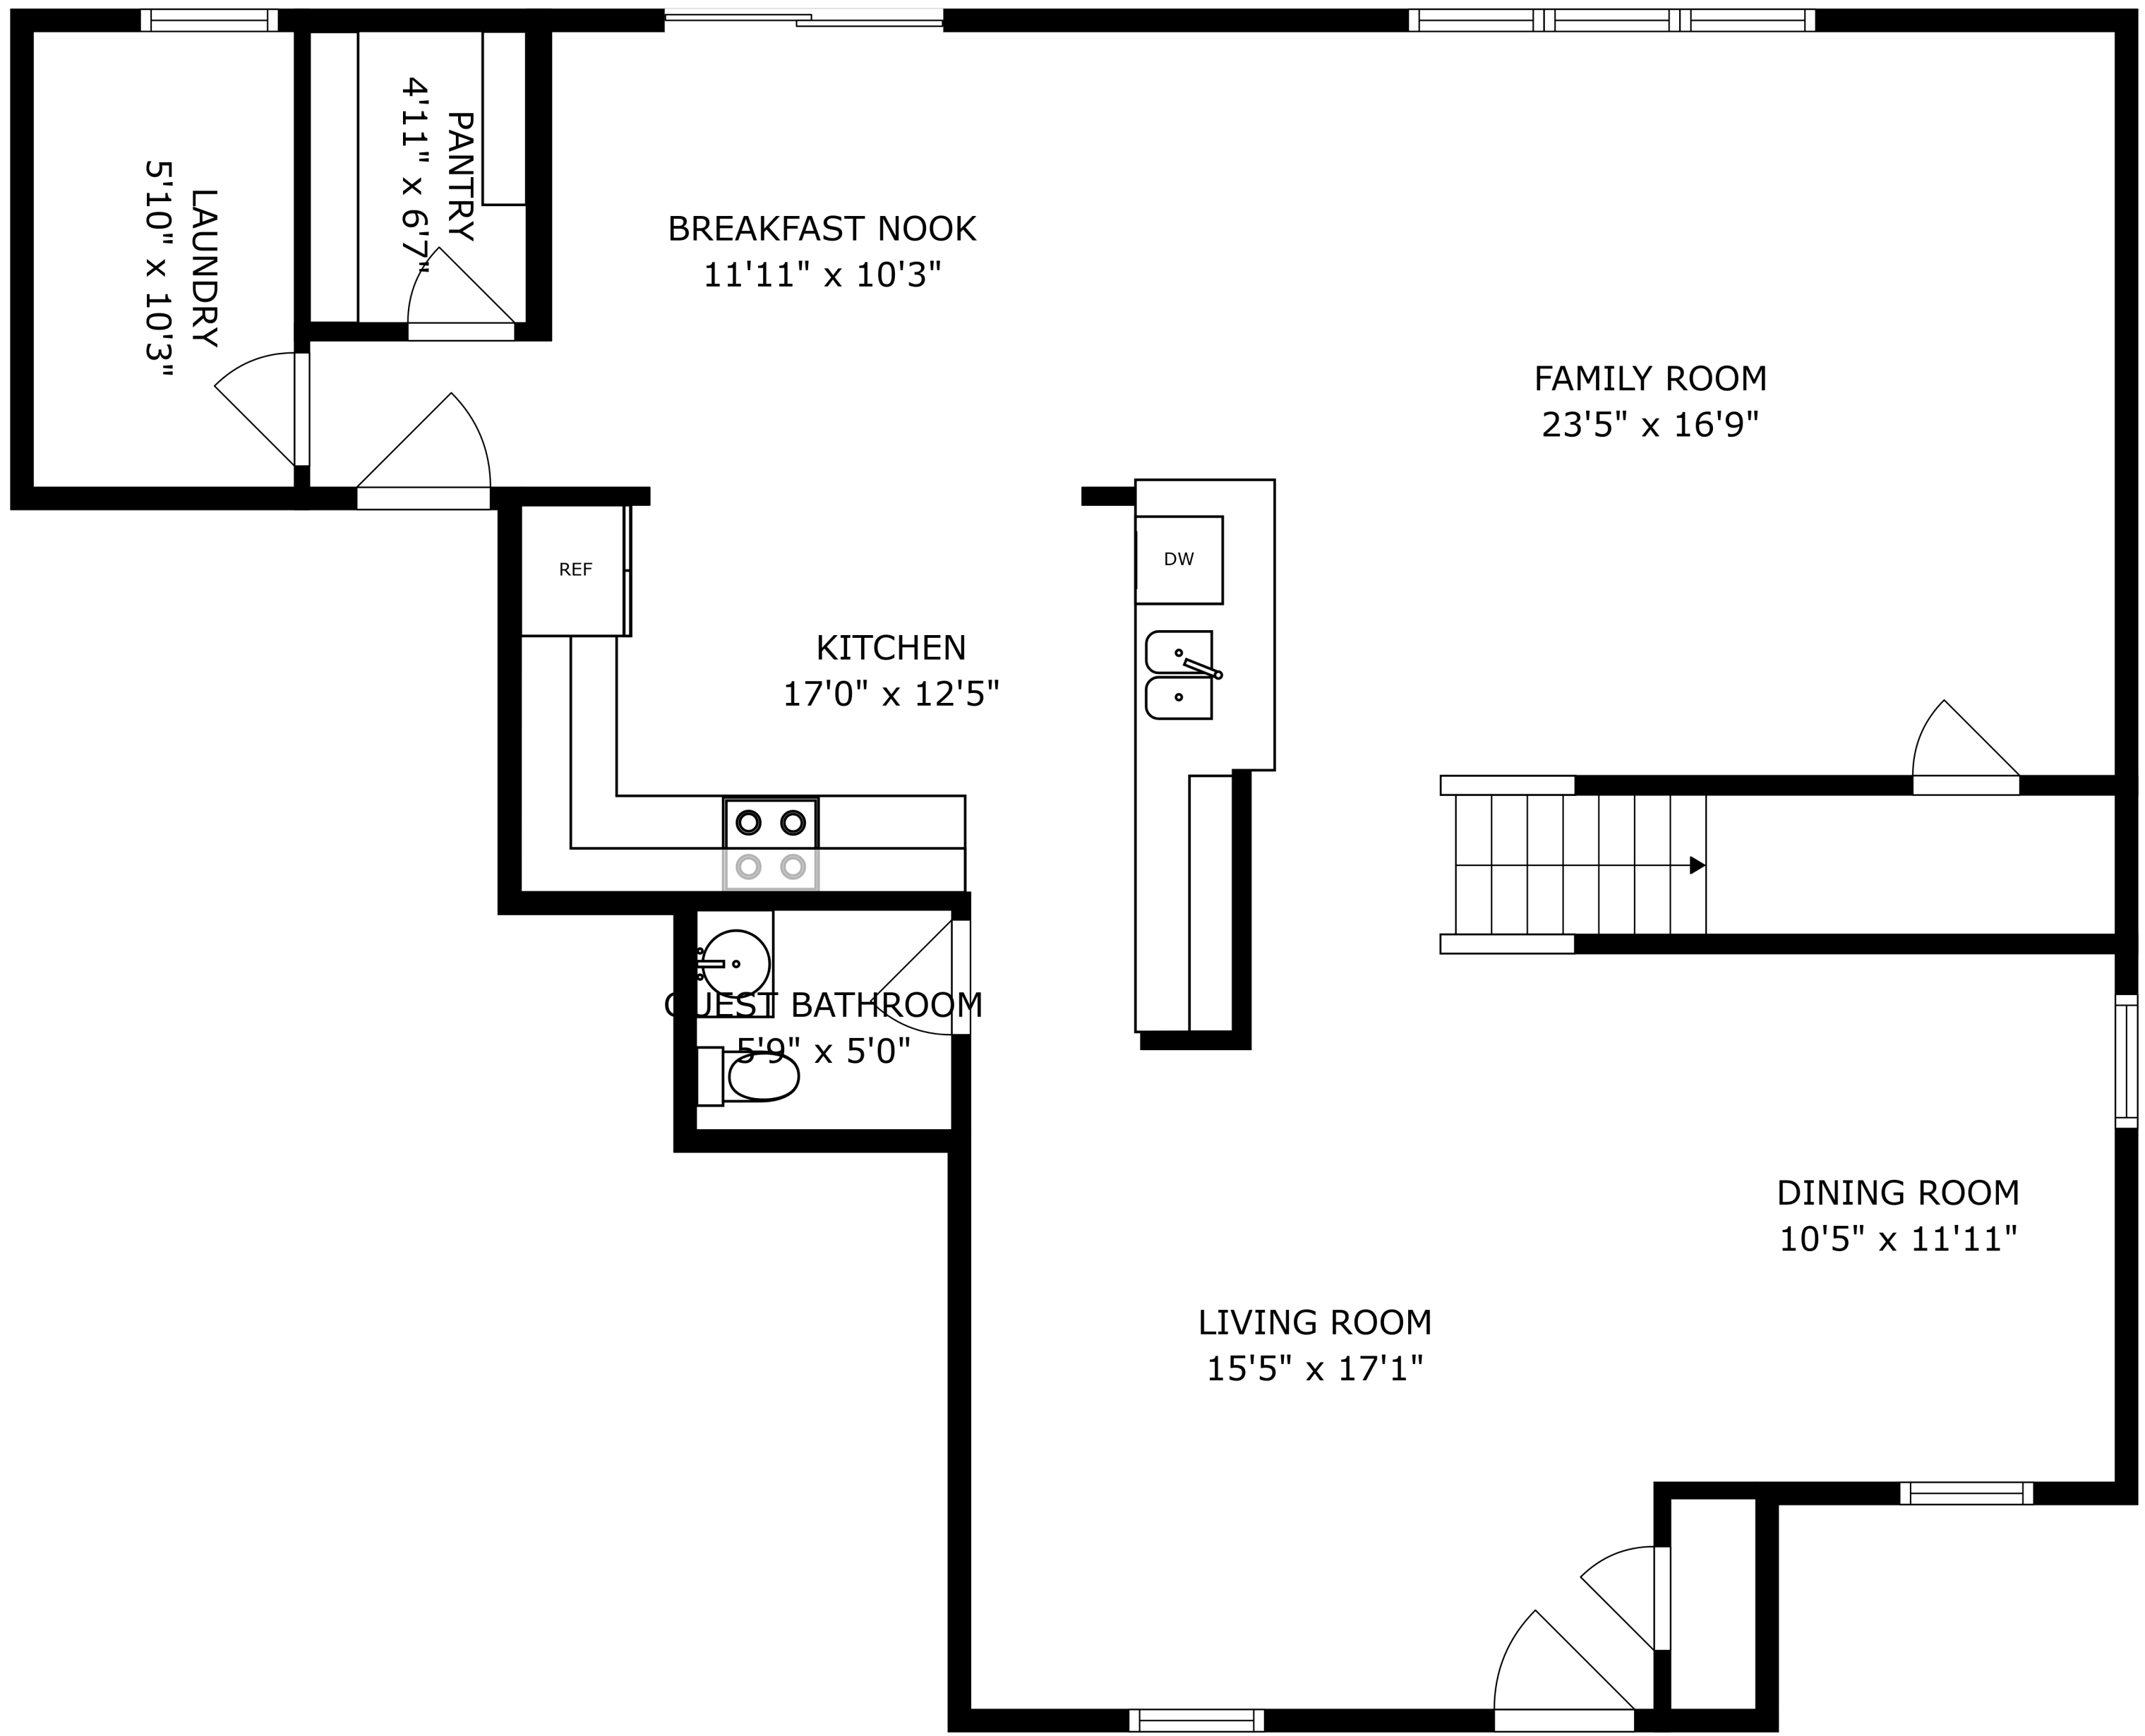 LAUNDRY
5'10" x 10'3"
PANTRY
4'11" x 6'7"
BREAKFAST NOOK
11'11" x 10'3"
FAMILY ROOM
23'5" x 16'9"
REF
DW
KITCHEN
17'0" x 12'5"
GUEST BATHROOM
5'9" x 5'0"
DINING ROOM
10'5" x 11'11"
LIVING ROOM
15'5" x 17'1"